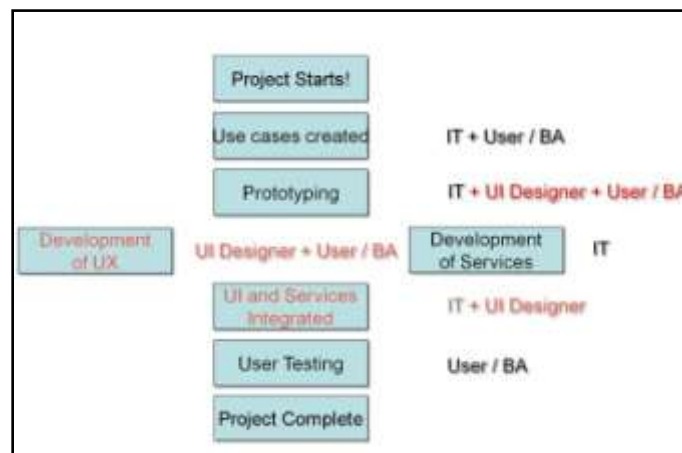 Project Starts!
Use cases created
IT + User / BA
Prototyping
IT + UI Designer + User / BA
Development
of UX
UI Designer + User / BA
Development
of Services
IT
UI and Services
Integrated
IT + UI Designer
User Testing
User / BA
Project Complete